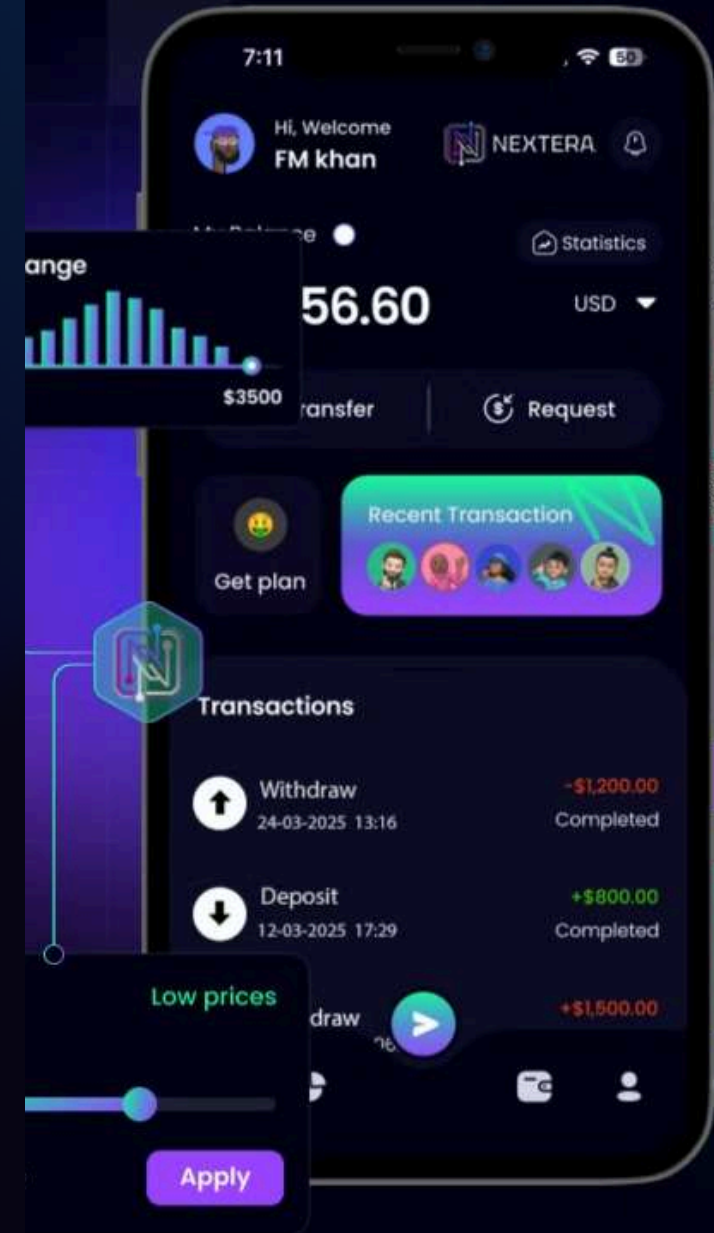 7:11
50
Hi, Welcome
FM khan
NEXTERA
ange
Statistics
56.60
USD
$3500
ransfer
Request
Get plan
Recent Transaction
Transactions
Withdraw
-$1,200.00
24-03-2025 13:16
Completed
Deposit
+$800.00
12-03-2025 17:29
Completed
Low prices
draw
+$1,500.00
Apply